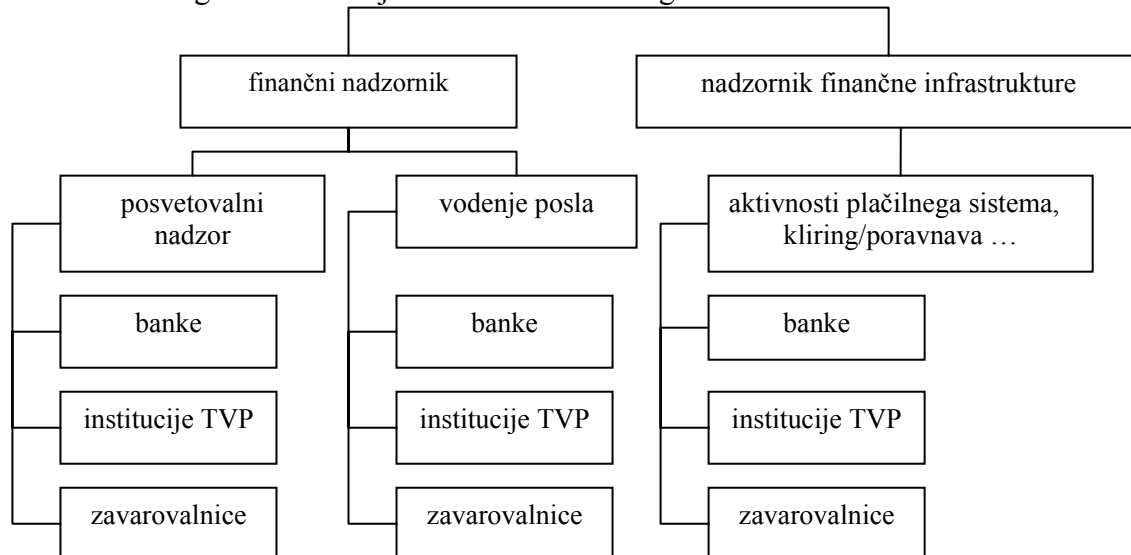 finančni nadzornik
nadzornik finančne infrastrukture
posvetovalni
nadzor
vodenje posla
aktivnosti plačilnega sistema,
kliring/poravnava …
banke
banke
banke
institucije TVP
institucije TVP
institucije TVP
zavarovalnice
zavarovalnice
zavarovalnice